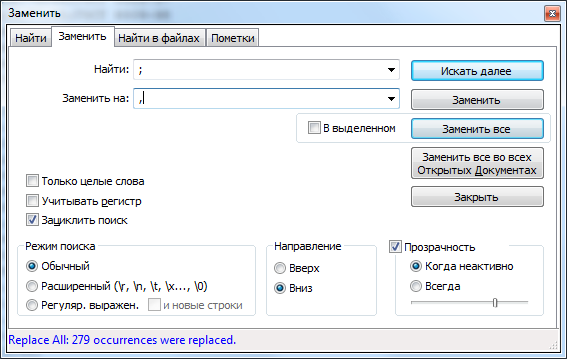 Заменить
Найти Заменить Найти в файлах Пометки
Найти: ; Искать далее
Заменить на: , Заменить
В выделенном Заменить все
Заменить все во всех
Открытых Документах
Только целые слова
Учитывать регистр Закрыть
Зациклить поиск
Режим поиска Направление Прозрачность
Обычный Вверх Когда неактивно
Расширенный (\r, \n, \t, \x..., \0) Вниз Всегда
Регуляр. выражен. и новые строки
Replace All: 279 occurrences were replaced.